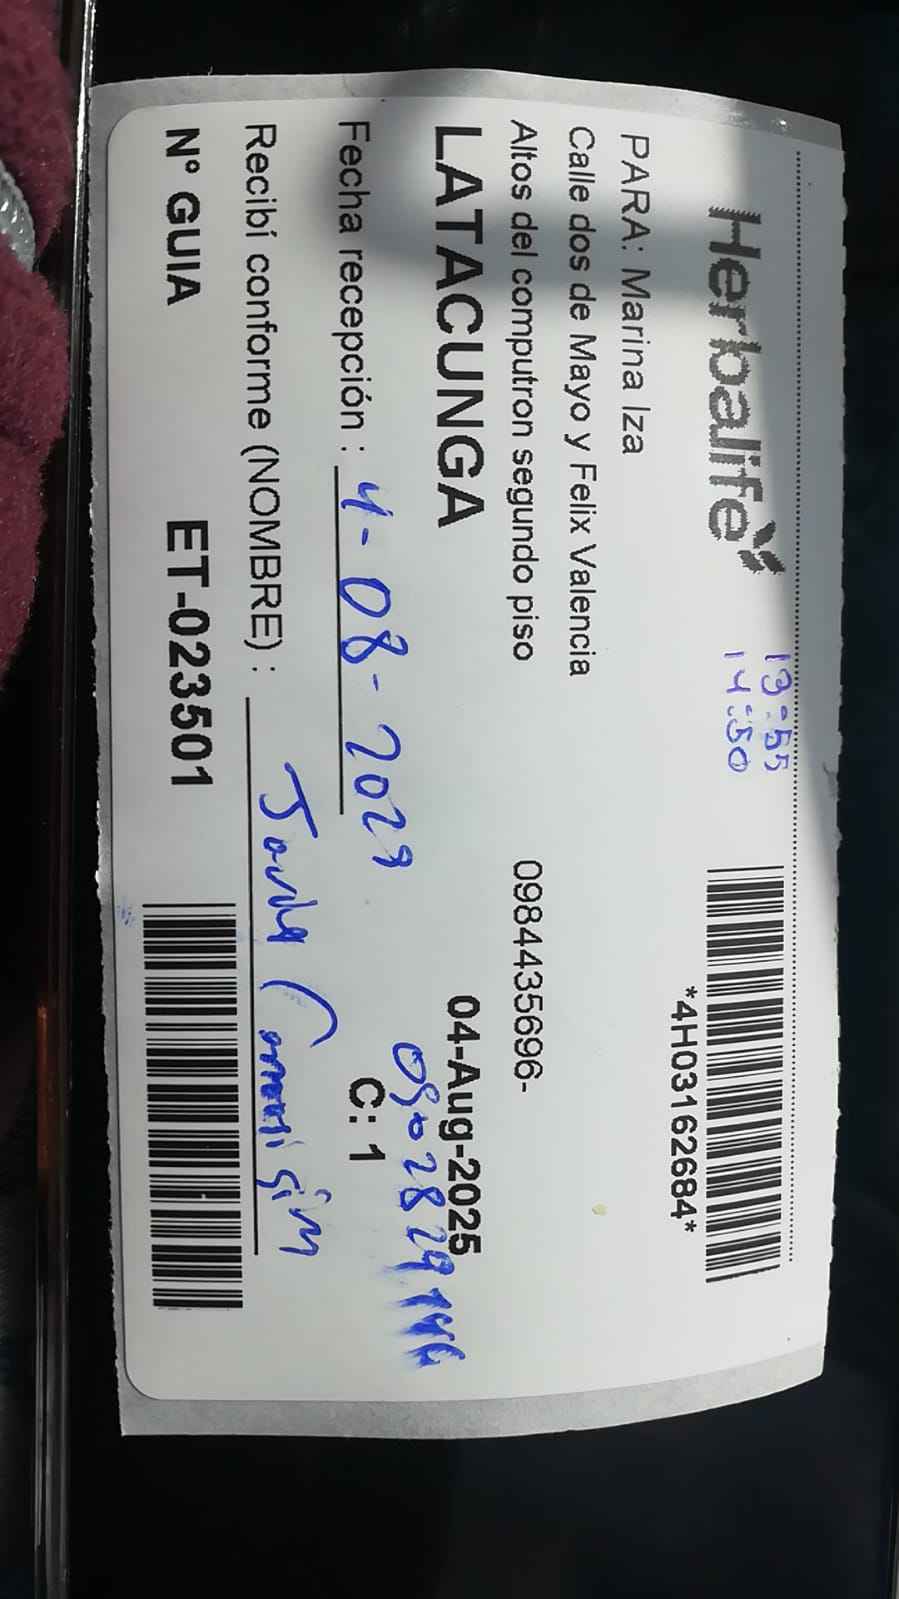 Herbalife
13:55
14:50
*4H03162684*
PARA: Marina Iza
Calle dos de Mayo y Felix Valencia
Altos del computron segundo piso
0984435696-
LATACUNGA
04-Aug-2025
Fecha recepción : 4-08-202
C: 1
Recibí conforme (NOMBRE) :
N° GUIA
ET-023501